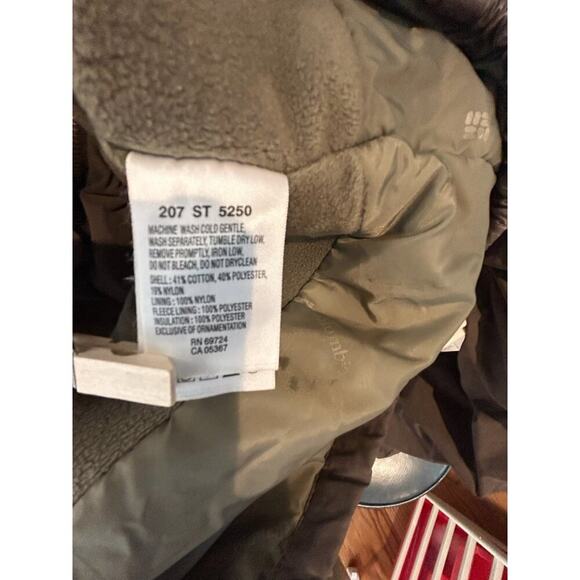 207 ST 5250
MACHINE WASH COLD GENTLE,
WASH SEPARATELY, TUMBLE DRY LOW,
REMOVE PROMPTLY, IRON LOW,
DO NOT BLEACH, DO NOT DRYCLEAN
SHELL: 41% COTTON, 40% POLYESTER,
19% NYLON
LINING: 100% NYLON
FLEECE LINING: 100% POLYESTER
INSULATION: 100% POLYESTER
EXCLUSIVE OF ORNAMENTATION
RN 69724
CA 05367